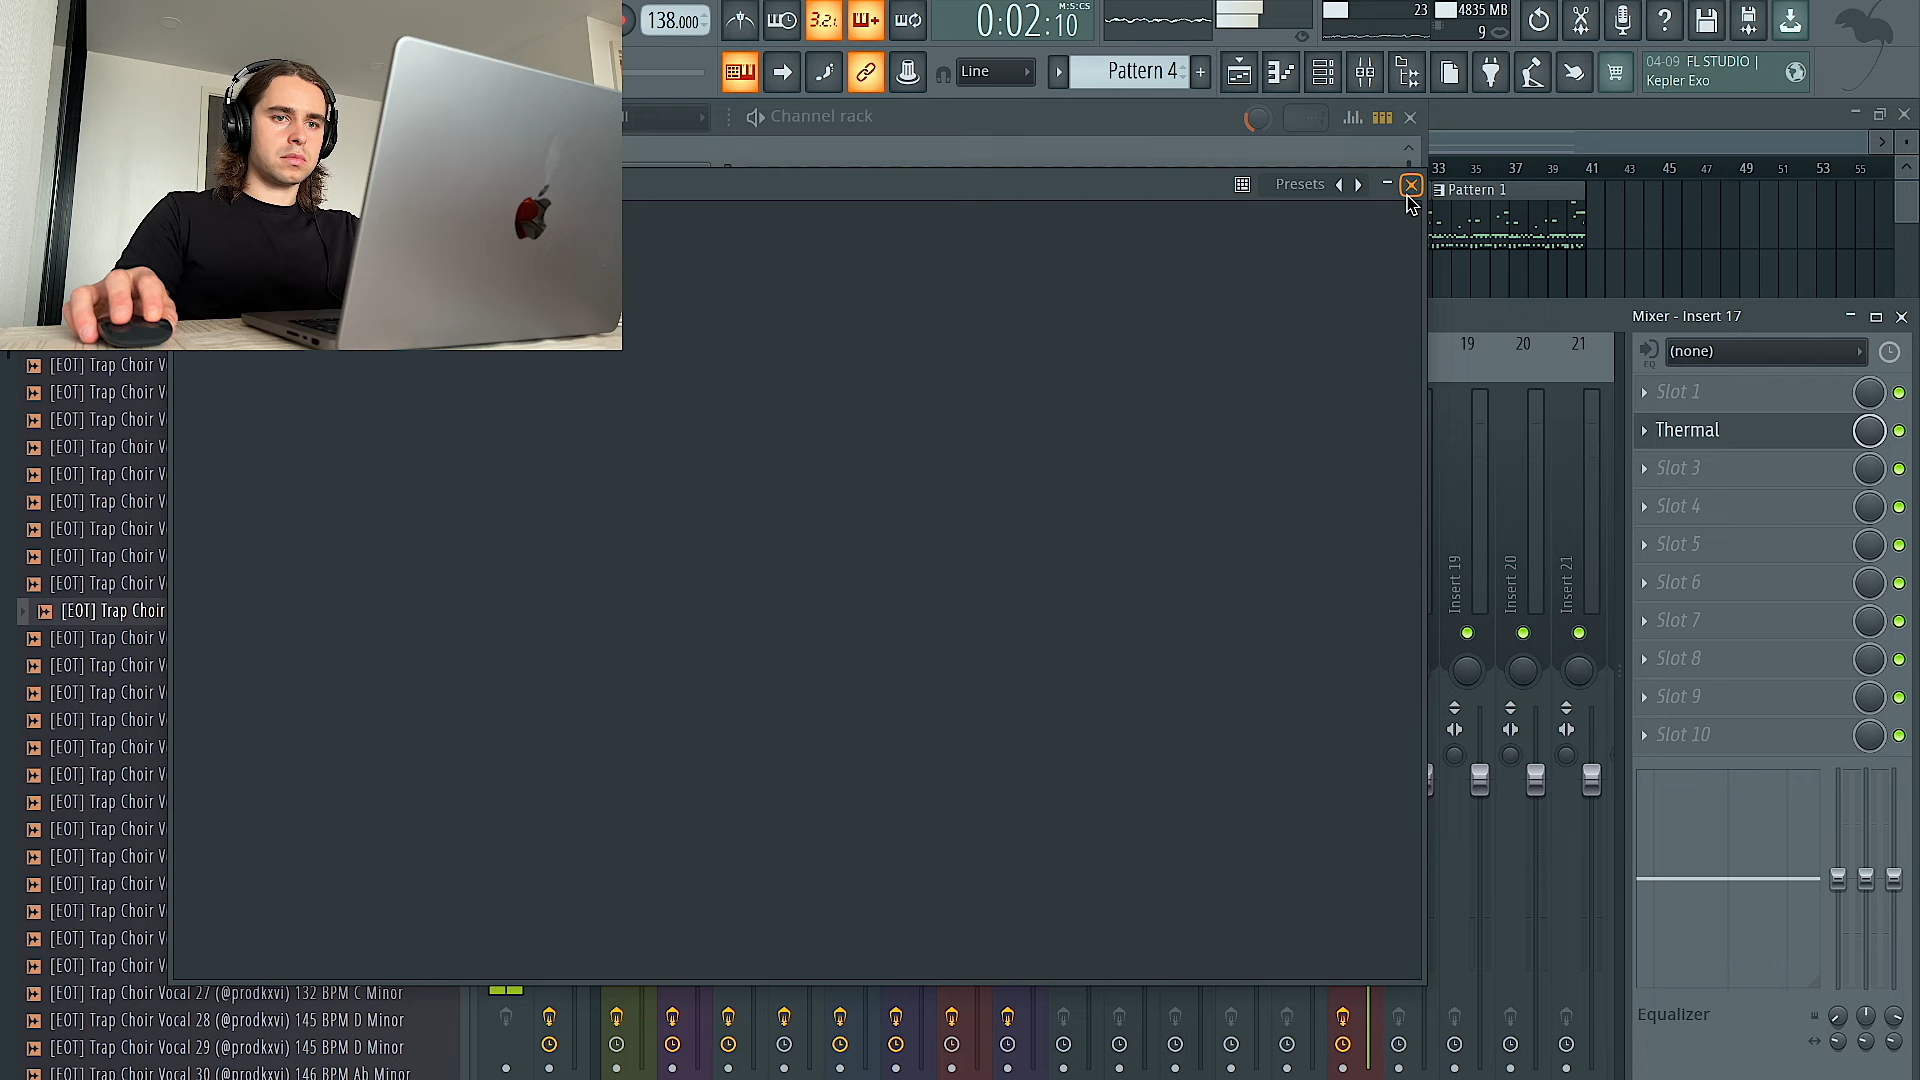 138.000
3.2.
0:02:10
M:S:CS
23
4835 MB
9
Line
Pattern 4
+
04-09 FL STUDIO |
Kepler Exo
Channel rack
Presets
33 35 37 39 41 43 45 47 49 51 53 55
Pattern 1
Mixer - Insert 17
(none)
EQ
19 20 21
Slot 1
Thermal
Slot 3
Slot 4
Slot 5
Slot 6
Slot 7
Slot 8
Slot 9
Slot 10
Insert 19
Insert 20
Insert 21
Equalizer
[EOT] Trap Choir V
[EOT] Trap Choir V
[EOT] Trap Choir V
[EOT] Trap Choir V
[EOT] Trap Choir V
[EOT] Trap Choir V
[EOT] Trap Choir V
[EOT] Trap Choir V
[EOT] Trap Choir V
[EOT] Trap Choir
[EOT] Trap Choir V
[EOT] Trap Choir V
[EOT] Trap Choir V
[EOT] Trap Choir V
[EOT] Trap Choir V
[EOT] Trap Choir V
[EOT] Trap Choir V
[EOT] Trap Choir V
[EOT] Trap Choir V
[EOT] Trap Choir V
[EOT] Trap Choir V
[EOT] Trap Choir V
[EOT] Trap Choir V
[EOT] Trap Choir Vocal 27 (@prodkxvi) 132 BPM C Minor
[EOT] Trap Choir Vocal 28 (@prodkxvi) 145 BPM D Minor
[EOT] Trap Choir Vocal 29 (@prodkxvi) 145 BPM D Minor
[EOT] Trap Choir Vocal 30 (@prodkxvi) 146 BPM Ab Minor